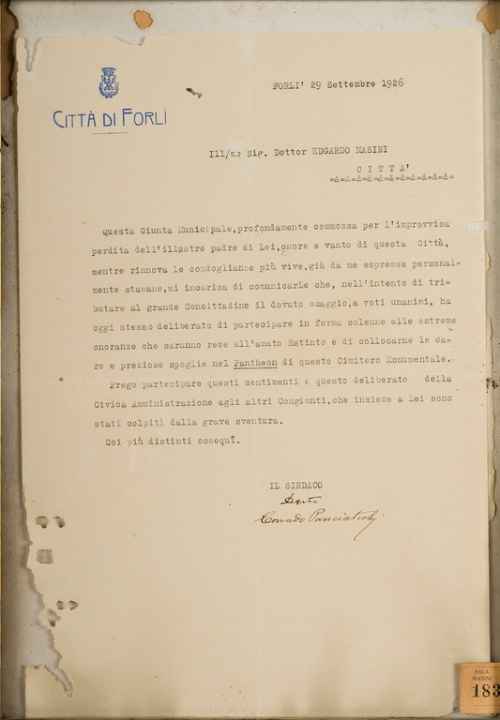 CITTÀ DI FORLÌ
FORLI' 29 Settembre 1926
Ill/mo Sig. Dottor EDGARDO MASINI
CITTA'
Questa Giunta Municipale, profondamente commossa per l'improvvisa
perdita dell'illustre padre di Lei, onore e vanto di questa Città,
mentre rinnova le condoglianze più vive, già da me espresse personal-
mente stamane, mi incarica di comunicarle che, nell'intento di tri-
butare al grande Concittadino il dovuto omaggio, a voti unanimi, ha
oggi stesso deliberato di partecipare in forma solenne alle estreme
onoranze che saranno rese all'amato Estinto e di collocarne le ca-
re e preziose spoglie nel Pantheon di questo Cimitero Monumentale.
Prego partecipare questi sentimenti e questo deliberato della
Civica Amministrazione agli altri Congiunti, che insieme a Lei sono
stati colpiti dalla grave sventura.
Coi più distinti ossequî.
IL SINDACO
Corrado Panciatichi
SALA
MASINI
183